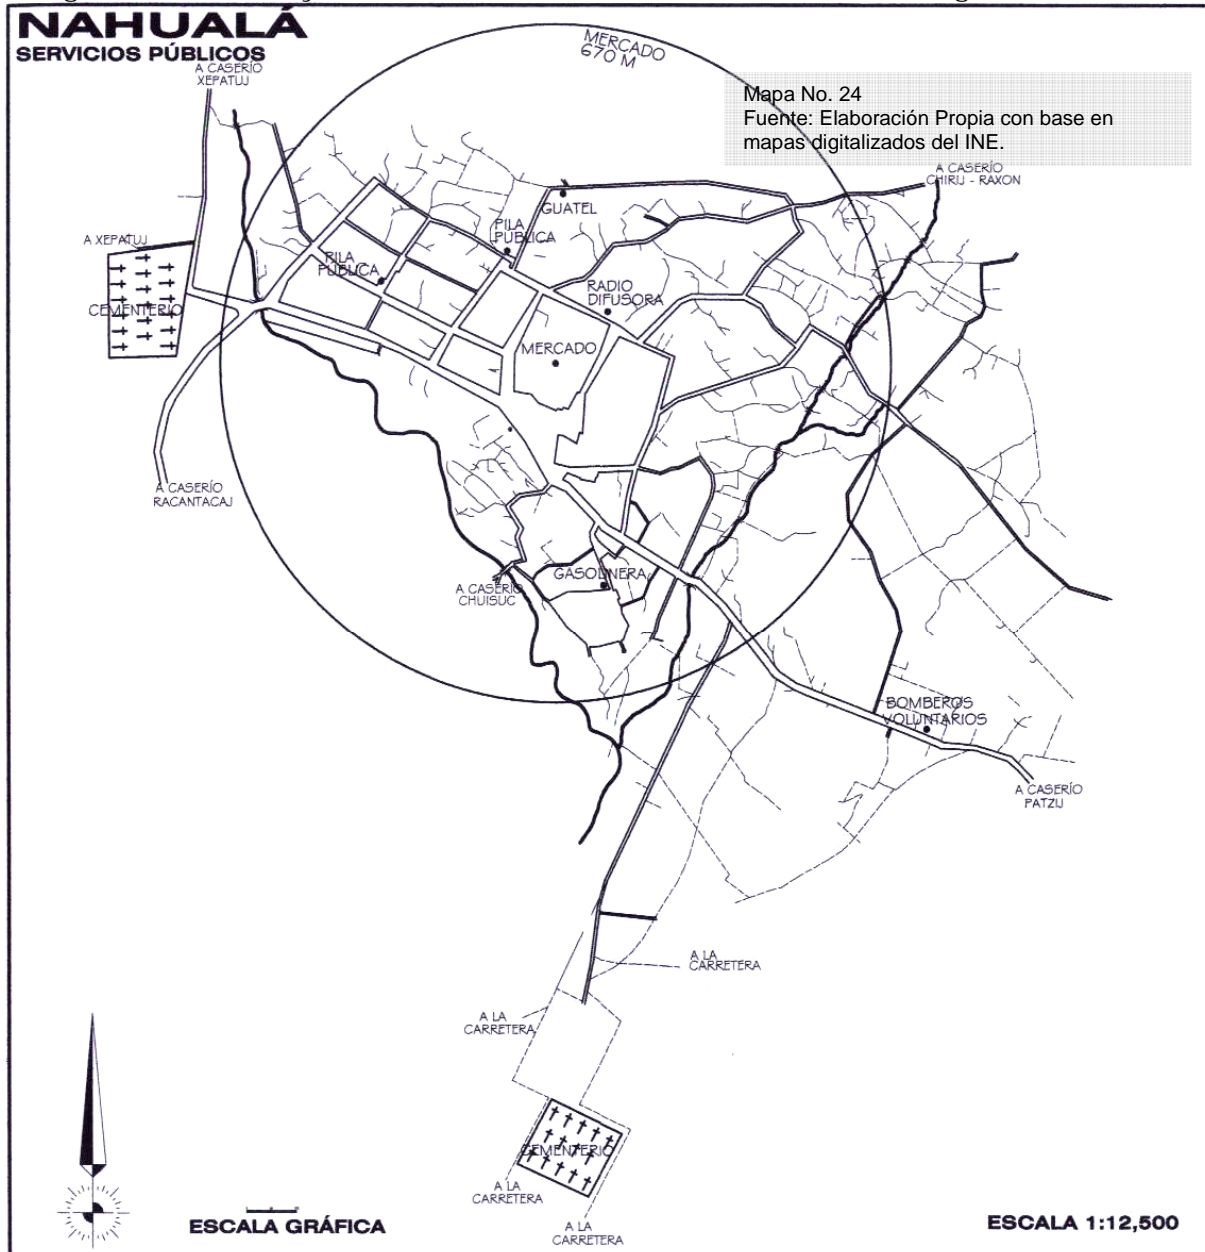 NAHUALÁ
SERVICIOS PÚBLICOS
A CASERÍO
XEPATUJ
MERCADO
670 M
Mapa No. 24
Fuente: Elaboración Propia con base en
mapas digitalizados del INE.
A CASERÍO
CHIRIJ - RAXON
GUATEL
PILA
PUBLICA
A XEPATUJ
PILA
PUBLICA
RADIO
DIFUSORA
CEMENTERIO
MERCADO
A CASERÍO
RACANTACAJ
GASOLINERA
A CASERÍO
CHUISUC
BOMBEROS
VOLUNTARIOS
A CASERÍO
PATZIJ
A LA
CARRETERA
A LA
CARRETERA
CEMENTERIO
A LA
CARRETERA
A LA
CARRETERA
ESCALA GRÁFICA
ESCALA 1:12,500